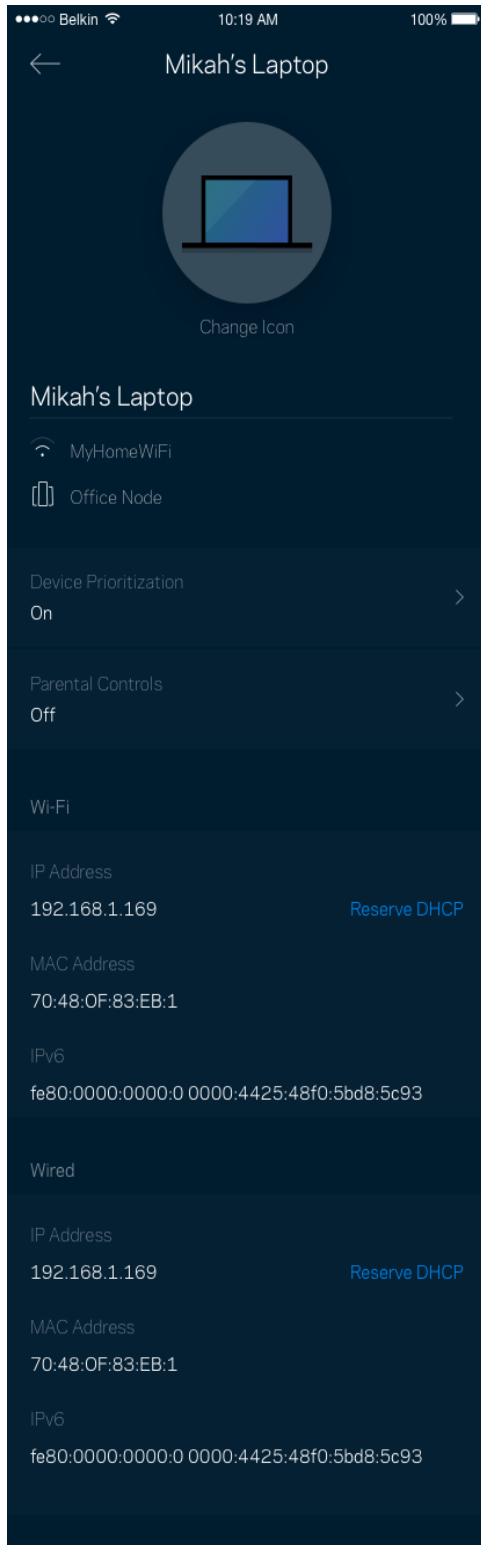 Belkin 10:19 AM 100%
Mikah's Laptop
Change Icon
Mikah's Laptop
MyHomeWiFi
Office Node
Device Prioritization
On
Parental Controls
Off
Wi-Fi
IP Address
192.168.1.169 Reserve DHCP
MAC Address
70:48:0F:83:EB:1
IPv6
fe80:0000:0000:0 0000:4425:48f0:5bd8:5c93
Wired
IP Address
192.168.1.169 Reserve DHCP
MAC Address
70:48:0F:83:EB:1
IPv6
fe80:0000:0000:0 0000:4425:48f0:5bd8:5c93